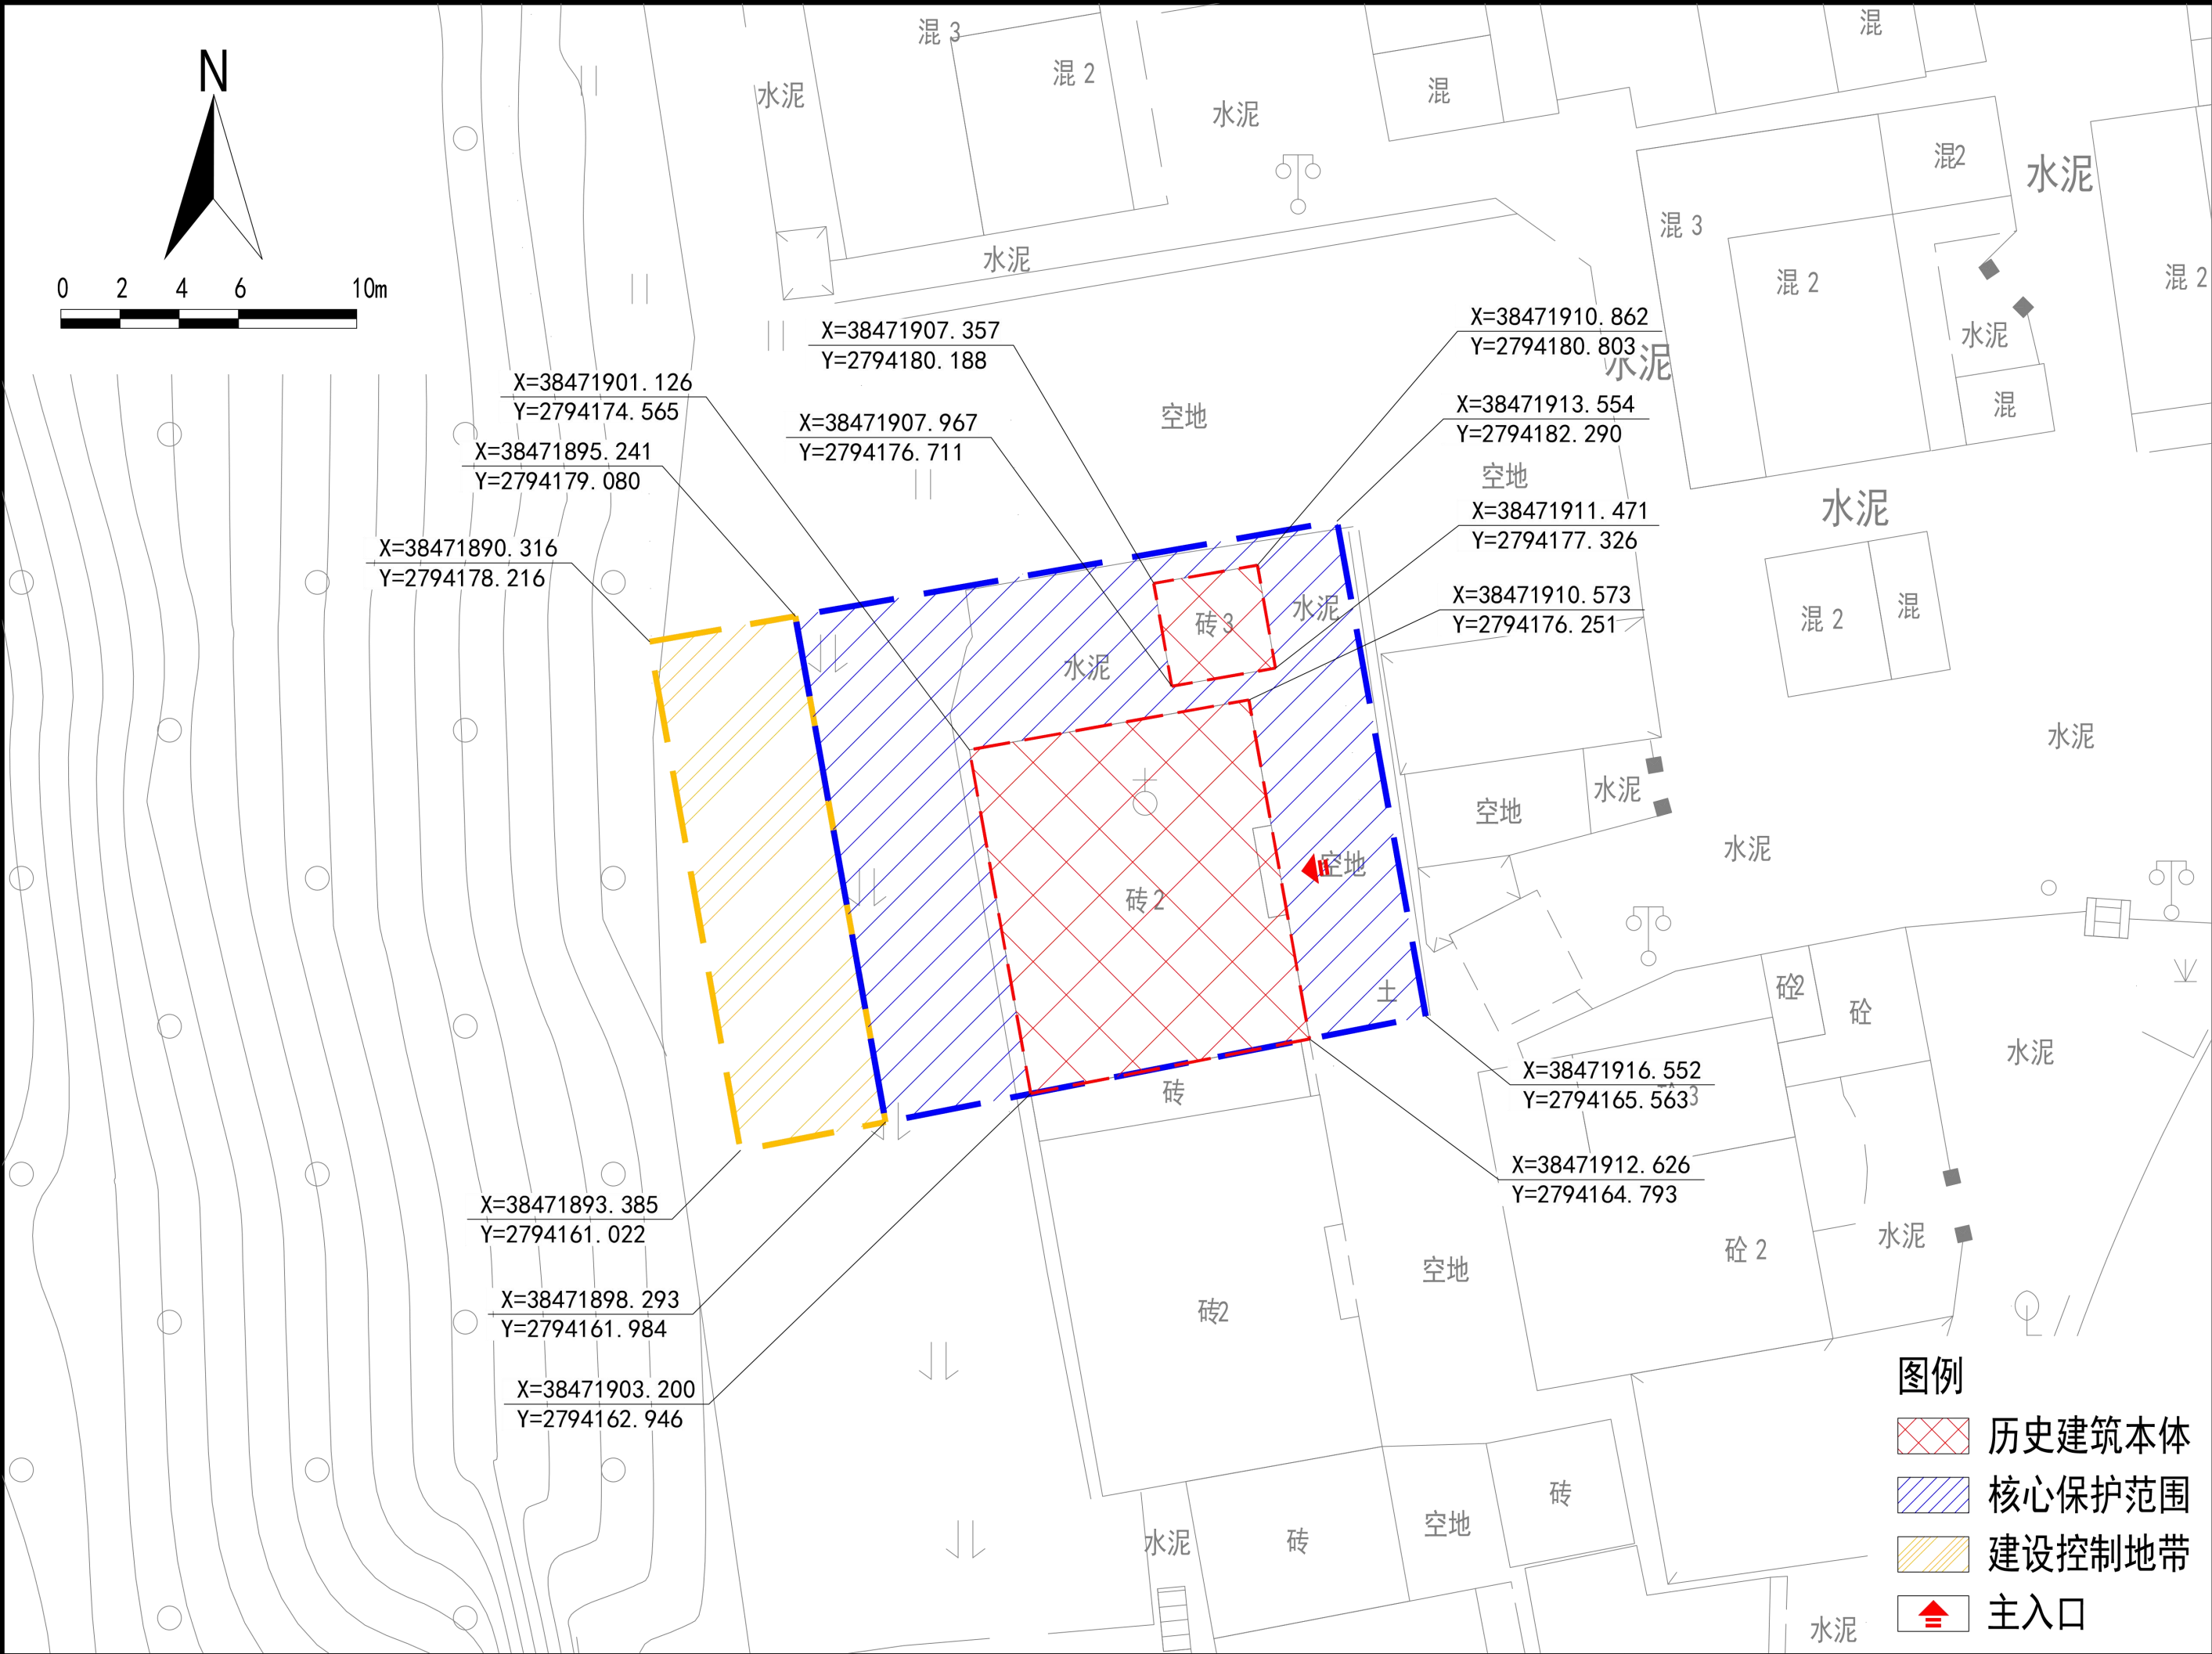 混 3
混
混 2
混
水泥
水泥
混2
水泥
N
混 3
水泥
混 2
混 2
0 2 4 6 10m
X=38471907.357
Y=2794180.188
X=38471910.862
Y=2794180.803
水泥
水泥
X=38471901.126
Y=2794174.565
空地
X=38471913.554
Y=2794182.290
混
X=38471907.967
Y=2794176.711
X=38471895.241
Y=2794179.080
空地
X=38471911.471
Y=2794177.326
水泥
X=38471890.316
Y=2794178.216
砖3
水泥
X=38471910.573
Y=2794176.251
混 2
混
水泥
水泥
水泥
空地
水泥
空地
砖2
土
砼2
砼
水泥
X=38471916.552
Y=2794165.563
3
砖
X=38471912.626
Y=2794164.793
X=38471893.385
Y=2794161.022
水泥
砼 2
空地
X=38471898.293
Y=2794161.984
砖2
X=38471903.200
Y=2794162.946
砖
空地
水泥
砖
水泥
图例
历史建筑本体
核心保护范围
建设控制地带
主入口